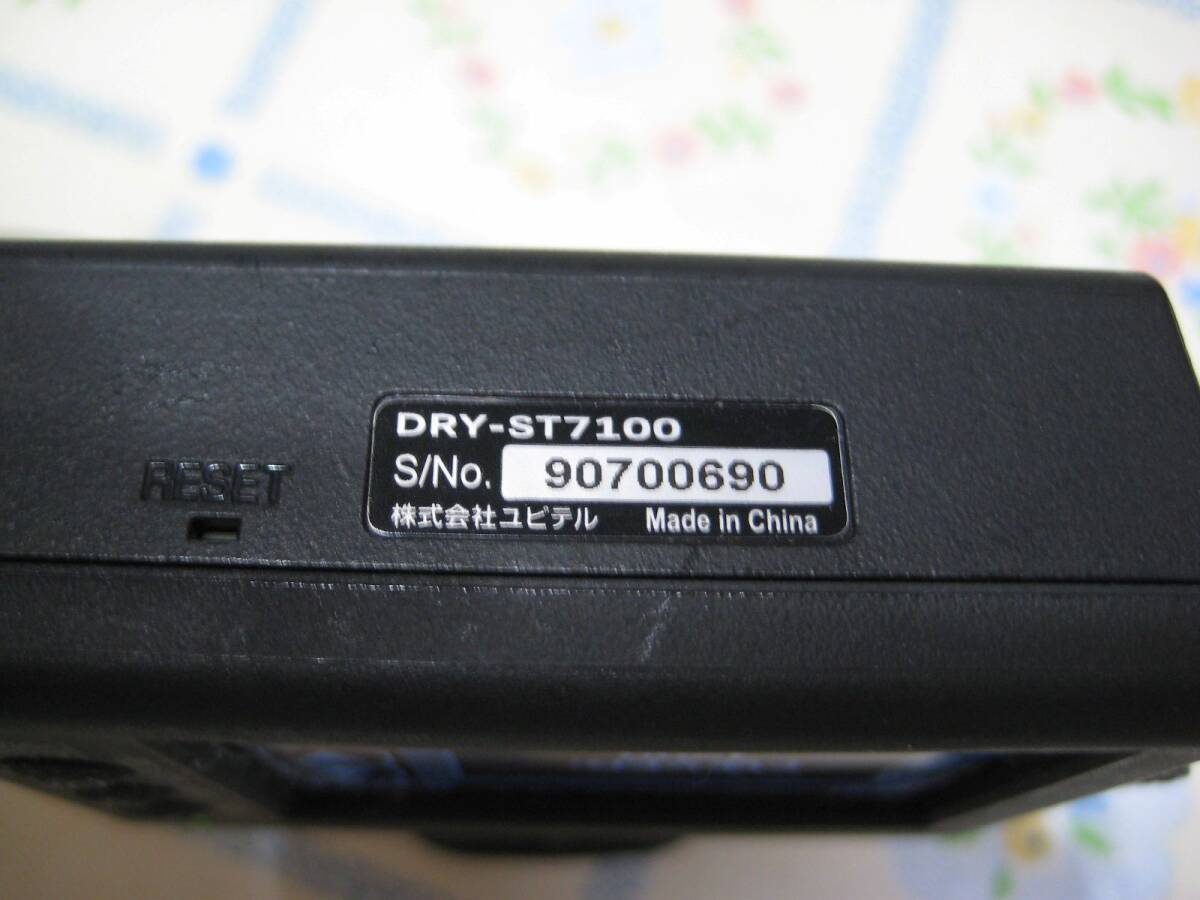 RESET
DRY-ST7100
S/No. 90700690
株式会社ユピテル Made in China